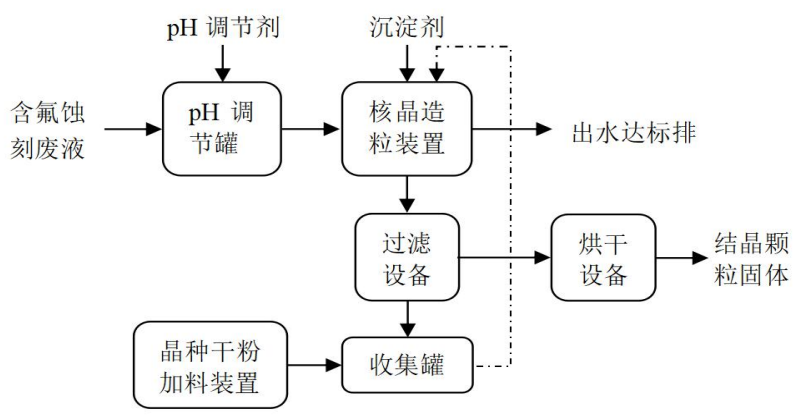 pH 调节剂
沉淀剂
含氟蚀
刻废液
pH 调
节罐
核晶造
粒装置
出水达标排
过滤
设备
烘干
设备
结晶颗
粒固体
晶种干粉
加料装置
收集罐